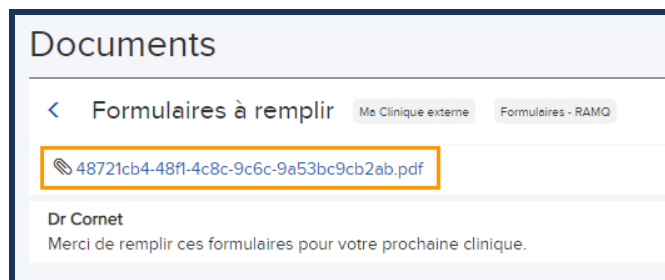 Documents
Formulaires à remplir Ma Clinique externe Formulaires - RAMQ
48721cb4-48f1-4c8c-9c6c-9a53bc9cb2ab.pdf
Dr Cornet
Merci de remplir ces formulaires pour votre prochaine clinique.